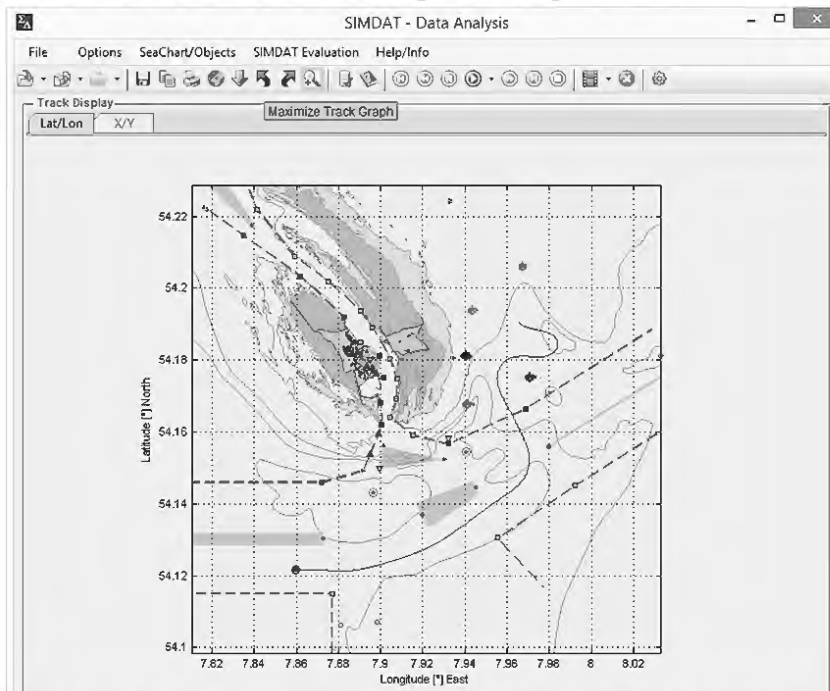 SIMDAT - Data Analysis
File Options SeaChart/Objects SIMDAT Evaluation Help/Info
Maximize Track Graph
Track Display
Lat/Lon X/Y
54.22
54.2
54.18
54.16
54.14
54.12
54.1
Latitude [°] North
7.82 7.84 7.86 7.88 7.9 7.92 7.94 7.96 7.98 8 8.02
Longitude [°] East